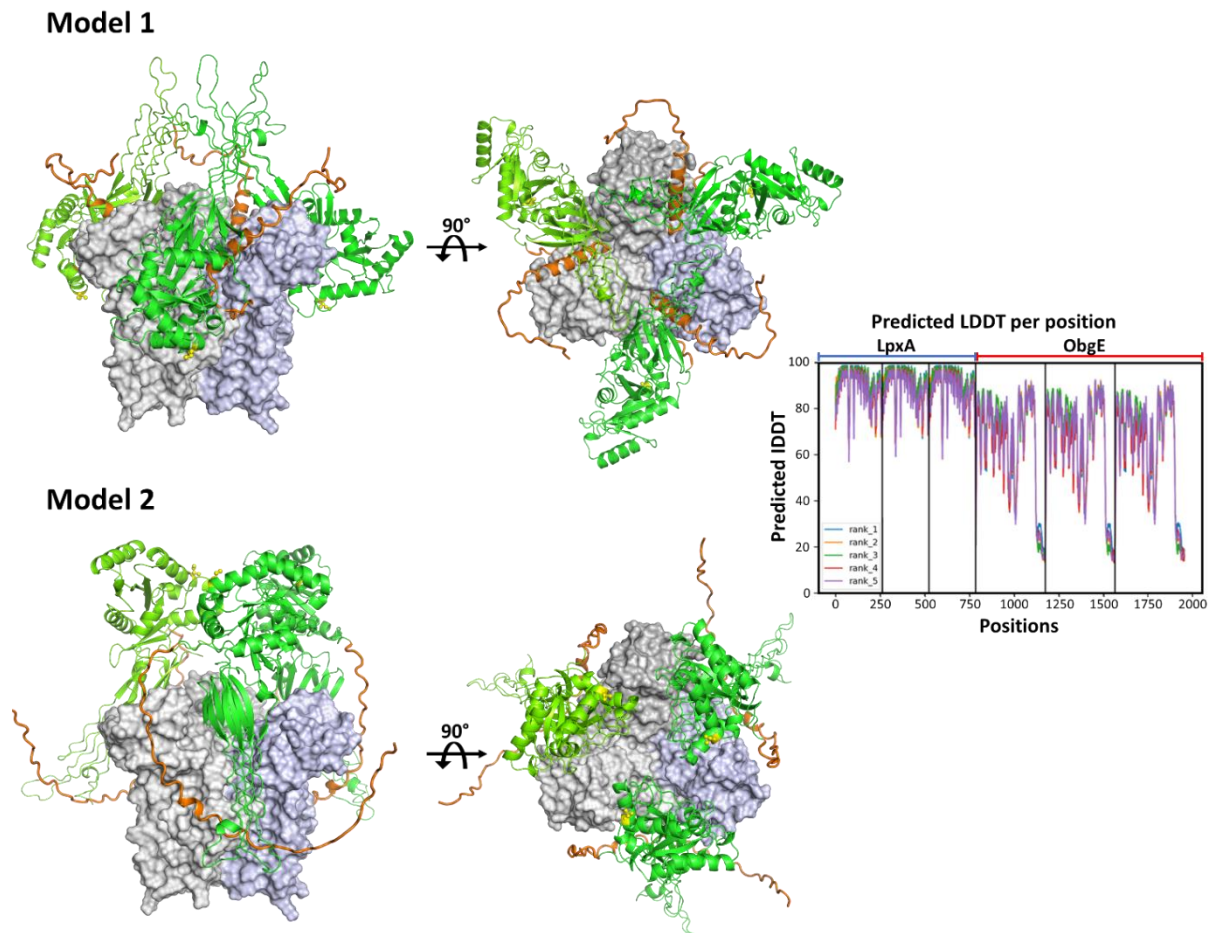 Model 1
90°
Predicted LDDT per position
LpxA ObgE
100
80
60
40
20
0
Predicted lDDT
rank_1
rank_2
rank_3
rank_4
rank_5
0 250 500 750 1000 1250 1500 1750 2000
Positions
Model 2
90°